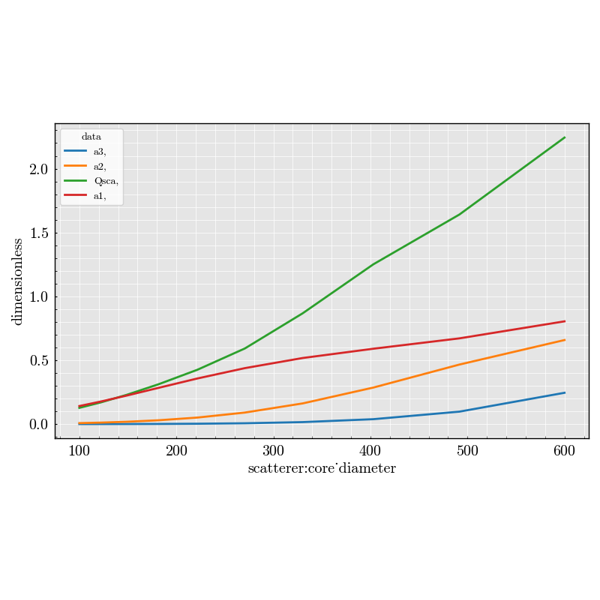 data
a3,
a2,
Qsca,
a1,
2.0
1.5
1.0
0.5
0.0
dimensionless
100 200 300 400 500 600
scatterer:core˙diameter